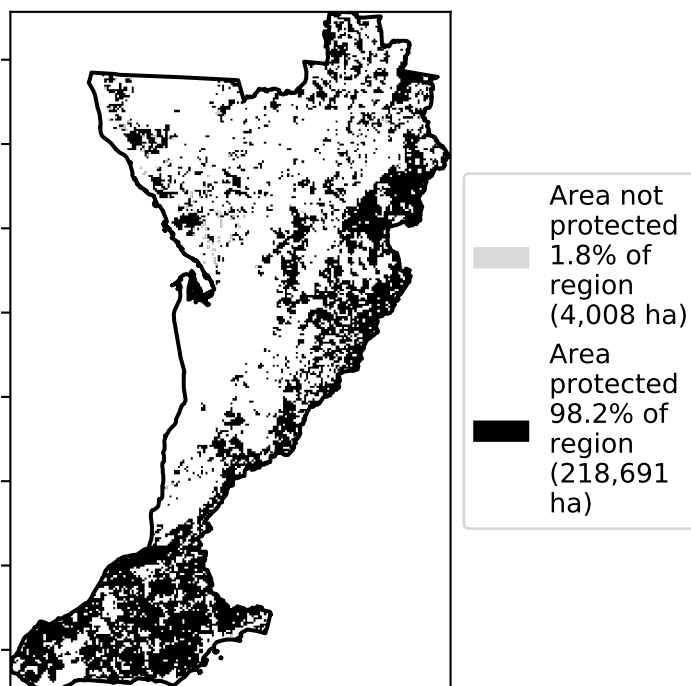 Area not
protected
1.8% of
region
(4,008 ha)
Area
protected
98.2% of
region
(218,691
ha)